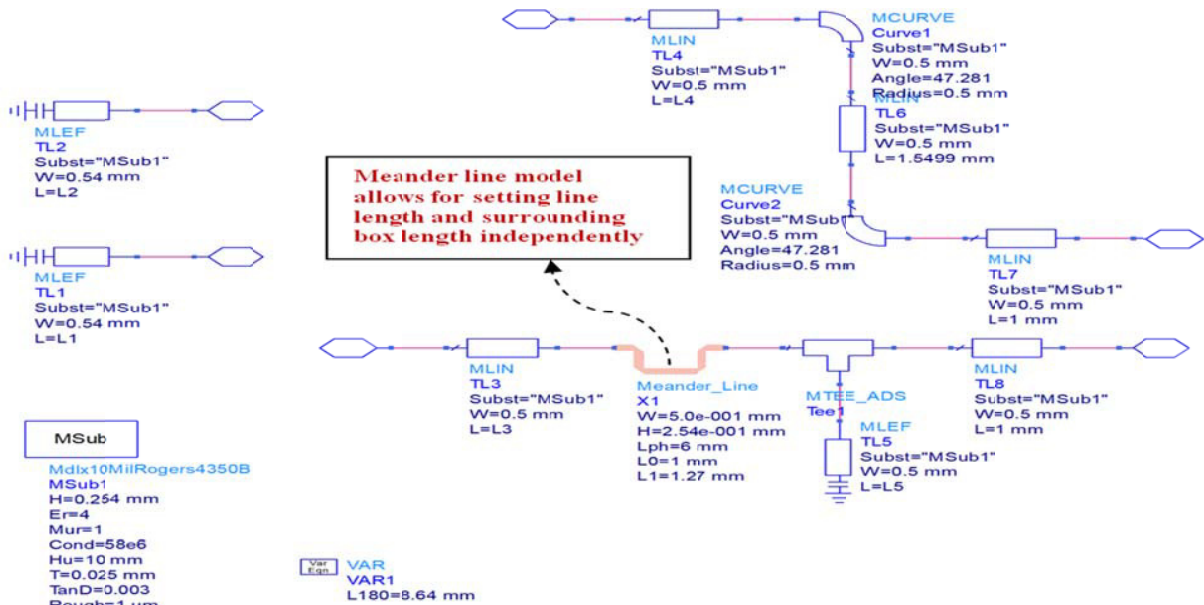 MLEF
TL2
Subst="MSub1"
W=0.54 mm
L=L2
MLEF
TL1
Subst="MSub1"
W=0.54 mm
L=L1
MLIN
TL4
Subst="MSub1"
W=0.5 mm
L=L4
MCURVE
Curve1
Subst="MSub1"
W=0.5 mm
Angle=47.281
Radius=0.5 mm
MLIN
TL6
Subst="MSub1"
W=0.5 mm
L=1.5499 mm
Meander line model
allows for setting line
length and surrounding
box length independently
MCURVE
Curve2
Subst="MSub1"
W=0.5 mm
Angle=47.281
Radius=0.5 mm
MLIN
TL7
Subst="MSub1"
W=0.5 mm
L=1 mm
MLIN
TL3
Subst="MSub1"
W=0.5 mm
L=L3
Meander_Line
X1
W=5.0e-001 mm
H=2.54e-001 mm
Lph=6 mm
L0=1 mm
L1=1.27 mm
MTEE_ADS
Tee1
MLEF
TL5
Subst="MSub1"
W=0.5 mm
L=L5
MLIN
TL8
Subst="MSub1"
W=0.5 mm
L=1 mm
MSub
Mdlx10MilRogers4350B
MSub1
H=0.254 mm
Er=4
Mur=1
Cond=58e6
Hu=10 mm
T=0.025 mm
TanD=0.003
Rough=1 um
Var
Eqn
VAR
VAR1
L180=8.64 mm